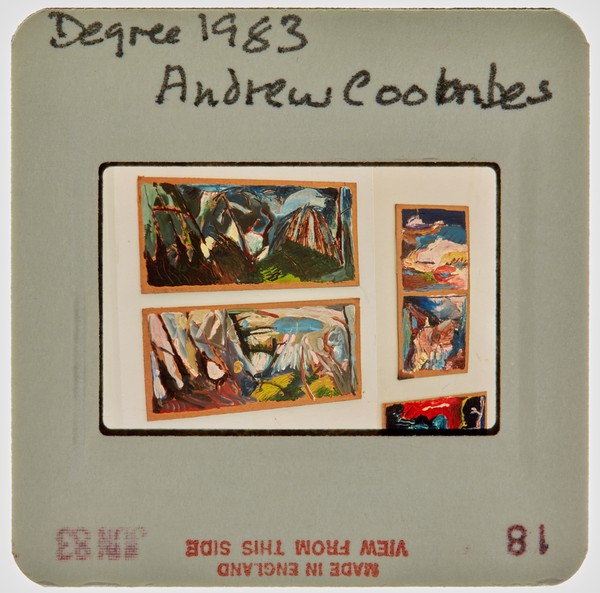 Degree 1983
Andrew Coombes
JUN 83
VIEW FROM THIS SIDE
MADE IN ENGLAND
18